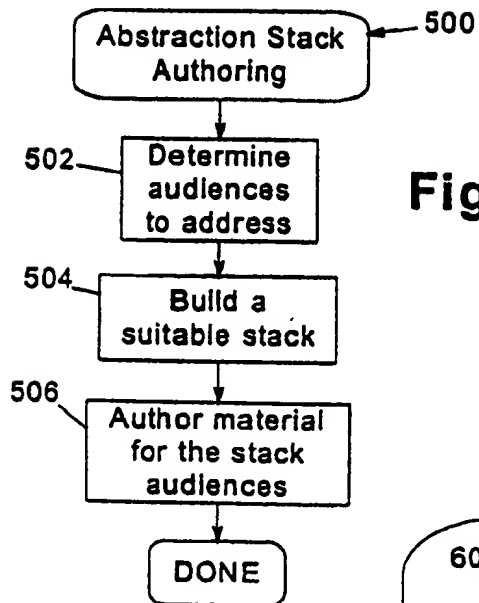 Abstraction Stack
Authoring
500
502
Determine
audiences
to address
Fig
504
Build a
suitable stack
506
Author material
for the stack
audiences
DONE
60